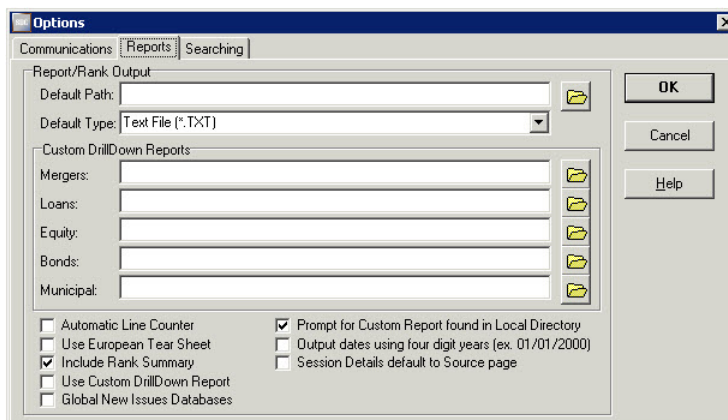 Options
Communications Reports Searching
Report/Rank Output
Default Path:
Default Type: Text File (*.TXT)
Custom DrillDown Reports
Mergers:
Loans:
Equity:
Bonds:
Municipal:
Automatic Line Counter
Use European Tear Sheet
Include Rank Summary
Use Custom DrillDown Report
Global New Issues Databases
Prompt for Custom Report found in Local Directory
Output dates using four digit years (ex. 01/01/2000)
Session Details default to Source page
OK
Cancel
Help